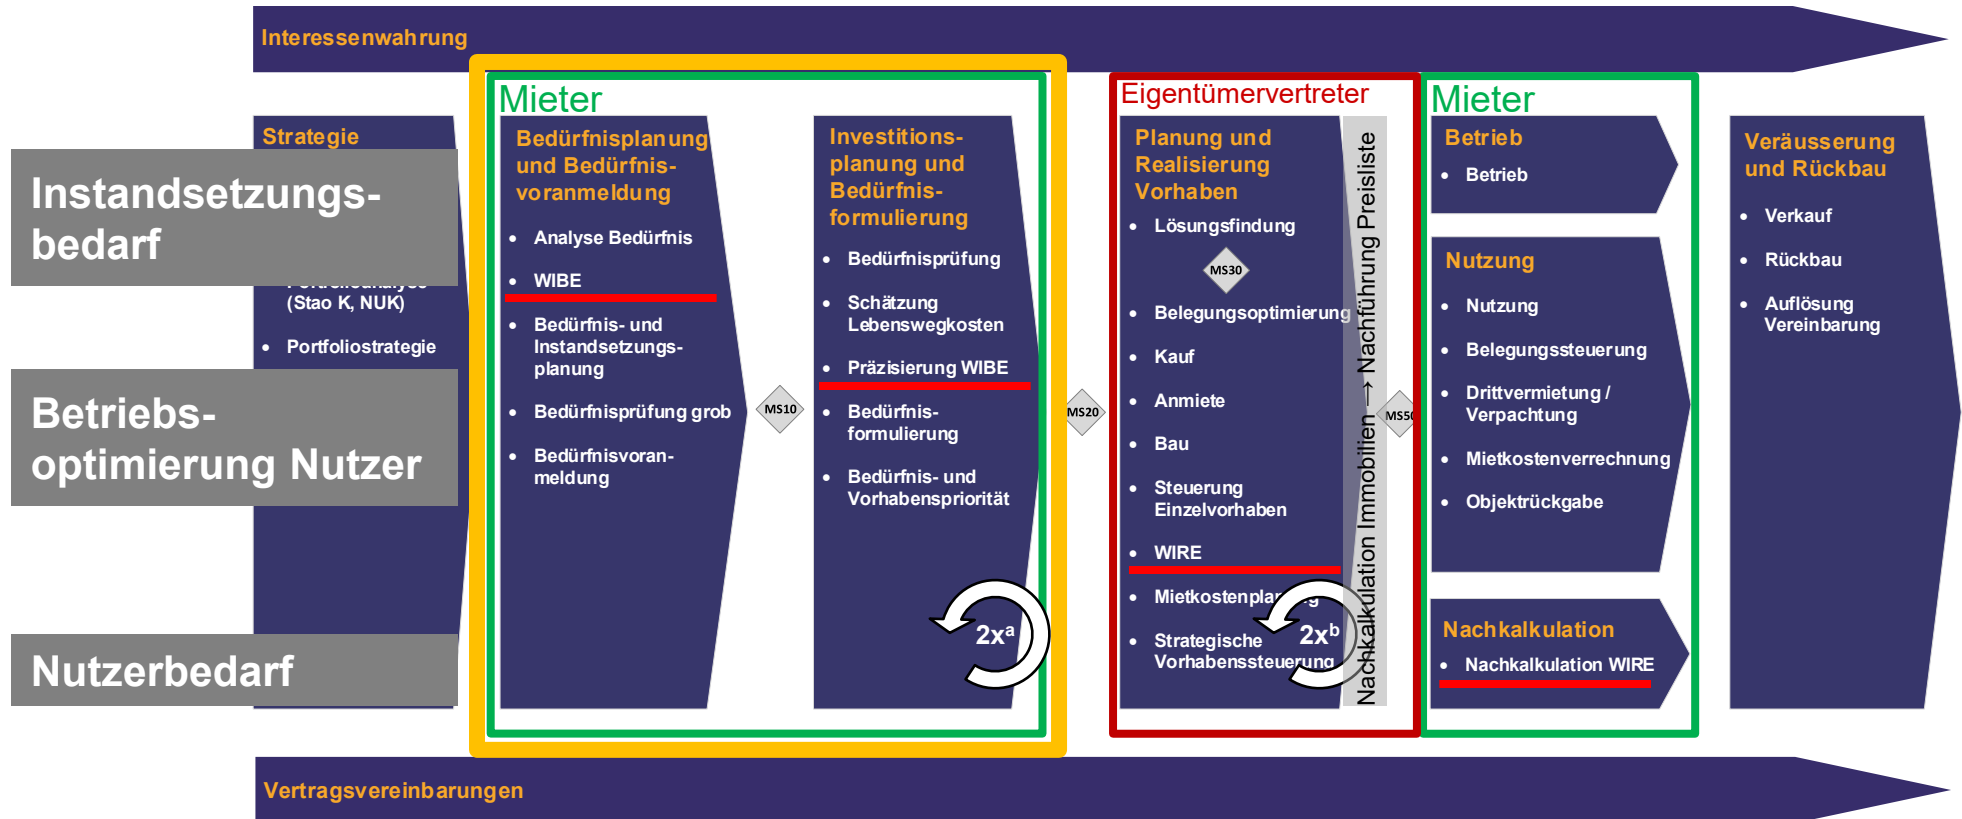 Interessenwahrung
Strategie
Instandsetzungs-
bedarf
(Stao K, NUK)
• Portfoliostrategie
Betriebs-
optimierung Nutzer
Nutzerbedarf
Mieter
Bedürfnisplanung
und Bedürfnis-
voranmeldung
• Analyse Bedürfnis
• WIBE
• Bedürfnis- und
Instandsetzungs-
planung
• Bedürfnisprüfung grob
• Bedürfnisvoran-
meldung
MS10
Investitions-
planung und
Bedürfnis-
formulierung
• Bedürfnisprüfung
• Schätzung
Lebenswegkosten
• Präzisierung WIBE
• Bedürfnis-
formulierung
• Bedürfnis- und
Vorhabenspriorität
2xa
MS20
Eigentümervertreter
Planung und
Realisierung
Vorhaben
• Lösungsfindung
MS30
• Belegungsoptimierung
• Kauf
• Anmiete
• Bau
• Steuerung
Einzelvorhaben
• WIRE
• Mietkostenplanung
• Strategische
Vorhabenssteuerung
2xb
Nachkalkulation Immobilien → Nachführung Preisliste
MS50
Mieter
Betrieb
• Betrieb
Nutzung
• Nutzung
• Belegungssteuerung
• Drittvermietung /
Verpachtung
• Mietkostenverrechnung
• Objektrückgabe
Nachkalkulation
• Nachkalkulation WIRE
Veräusserung
und Rückbau
• Verkauf
• Rückbau
• Auflösung
Vereinbarung
Vertragsvereinbarungen